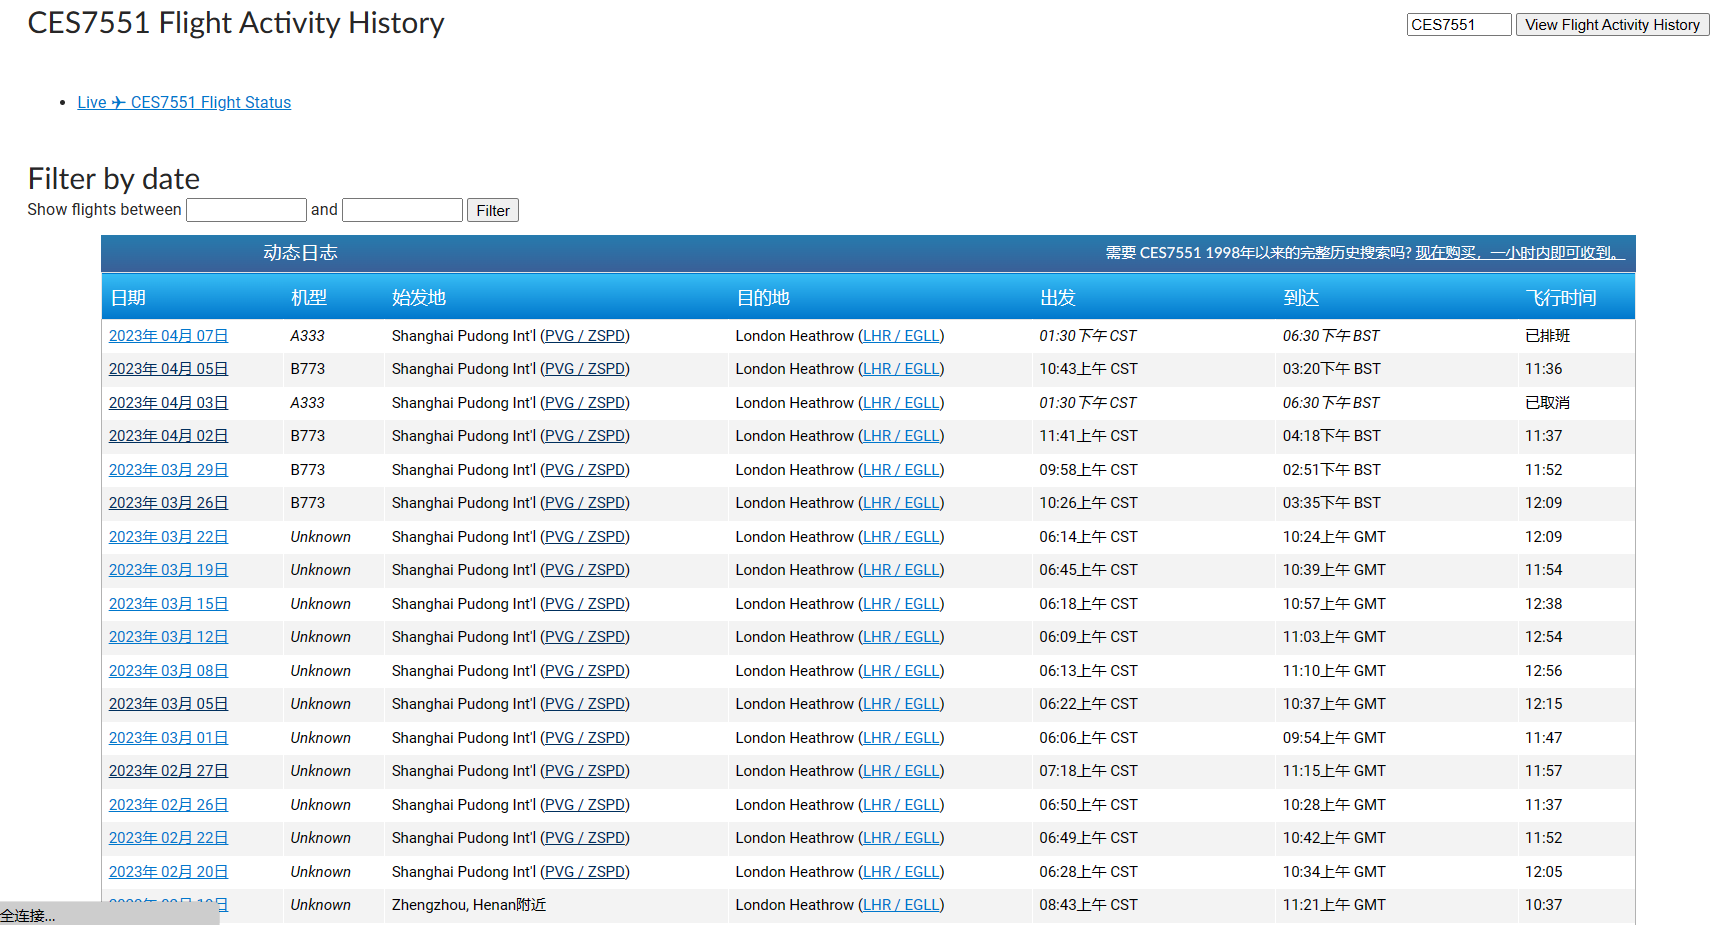 CES7551 Flight Activity History
CES7551 View Flight Activity History
Live ✈ CES7551 Flight Status
Filter by date
Show flights between and Filter
动态日志 需要 CES7551 1998年以来的完整历史搜索吗? 现在购买，一小时内即可收到。
日期 机型 始发地 目的地 出发 到达 飞行时间
2023年 04月 07日 A333 Shanghai Pudong Int'l (PVG / ZSPD) London Heathrow (LHR / EGLL) 01:30下午 CST 06:30下午 BST 已排班
2023年 04月 05日 B773 Shanghai Pudong Int'l (PVG / ZSPD) London Heathrow (LHR / EGLL) 10:43上午 CST 03:20下午 BST 11:36
2023年 04月 03日 A333 Shanghai Pudong Int'l (PVG / ZSPD) London Heathrow (LHR / EGLL) 01:30下午 CST 06:30下午 BST 已取消
2023年 04月 02日 B773 Shanghai Pudong Int'l (PVG / ZSPD) London Heathrow (LHR / EGLL) 11:41上午 CST 04:18下午 BST 11:37
2023年 03月 29日 B773 Shanghai Pudong Int'l (PVG / ZSPD) London Heathrow (LHR / EGLL) 09:58上午 CST 02:51下午 BST 11:52
2023年 03月 26日 B773 Shanghai Pudong Int'l (PVG / ZSPD) London Heathrow (LHR / EGLL) 10:26上午 CST 03:35下午 BST 12:09
2023年 03月 22日 Unknown Shanghai Pudong Int'l (PVG / ZSPD) London Heathrow (LHR / EGLL) 06:14上午 CST 10:24上午 GMT 12:09
2023年 03月 19日 Unknown Shanghai Pudong Int'l (PVG / ZSPD) London Heathrow (LHR / EGLL) 06:45上午 CST 10:39上午 GMT 11:54
2023年 03月 15日 Unknown Shanghai Pudong Int'l (PVG / ZSPD) London Heathrow (LHR / EGLL) 06:18上午 CST 10:57上午 GMT 12:38
2023年 03月 12日 Unknown Shanghai Pudong Int'l (PVG / ZSPD) London Heathrow (LHR / EGLL) 06:09上午 CST 11:03上午 GMT 12:54
2023年 03月 08日 Unknown Shanghai Pudong Int'l (PVG / ZSPD) London Heathrow (LHR / EGLL) 06:13上午 CST 11:10上午 GMT 12:56
2023年 03月 05日 Unknown Shanghai Pudong Int'l (PVG / ZSPD) London Heathrow (LHR / EGLL) 06:22上午 CST 10:37上午 GMT 12:15
2023年 03月 01日 Unknown Shanghai Pudong Int'l (PVG / ZSPD) London Heathrow (LHR / EGLL) 06:06上午 CST 09:54上午 GMT 11:47
2023年 02月 27日 Unknown Shanghai Pudong Int'l (PVG / ZSPD) London Heathrow (LHR / EGLL) 07:18上午 CST 11:15上午 GMT 11:57
2023年 02月 26日 Unknown Shanghai Pudong Int'l (PVG / ZSPD) London Heathrow (LHR / EGLL) 06:50上午 CST 10:28上午 GMT 11:37
2023年 02月 22日 Unknown Shanghai Pudong Int'l (PVG / ZSPD) London Heathrow (LHR / EGLL) 06:49上午 CST 10:42上午 GMT 11:52
2023年 02月 20日 Unknown Shanghai Pudong Int'l (PVG / ZSPD) London Heathrow (LHR / EGLL) 06:28上午 CST 10:34上午 GMT 12:05
Unknown Zhengzhou, Henan附近 London Heathrow (LHR / EGLL) 08:43上午 CST 11:21上午 GMT 10:37
全连接...